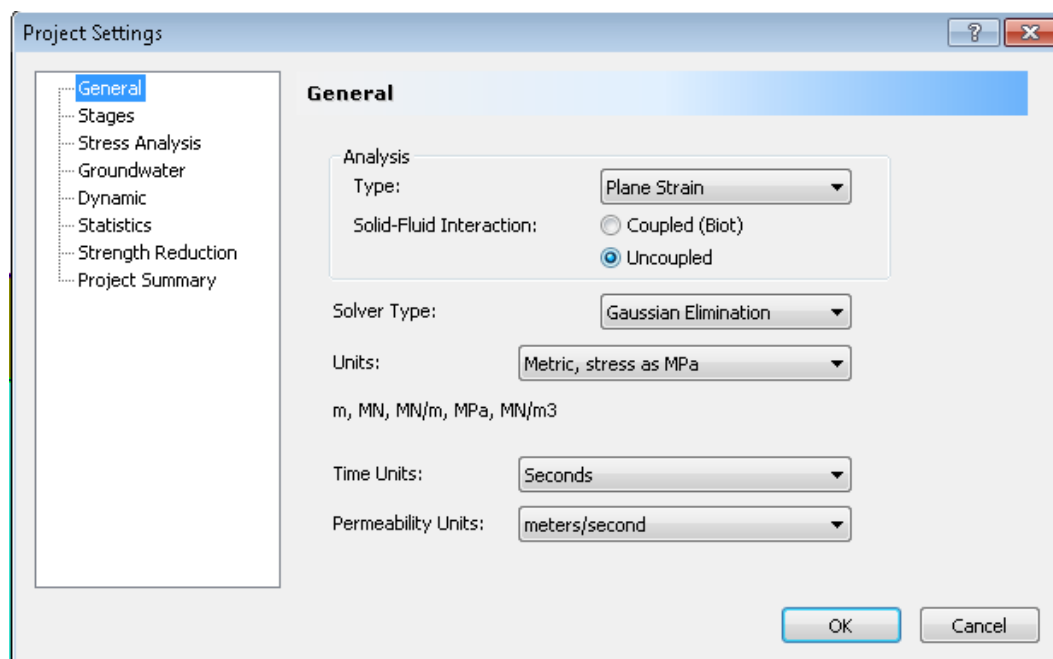 Project Settings
General
Stages
Stress Analysis
Groundwater
Dynamic
Statistics
Strength Reduction
Project Summary
General
Analysis
Type: Plane Strain
Solid-Fluid Interaction: Coupled (Biot)
Uncoupled
Solver Type: Gaussian Elimination
Units: Metric, stress as MPa
m, MN, MN/m, MPa, MN/m3
Time Units: Seconds
Permeability Units: meters/second
OK Cancel